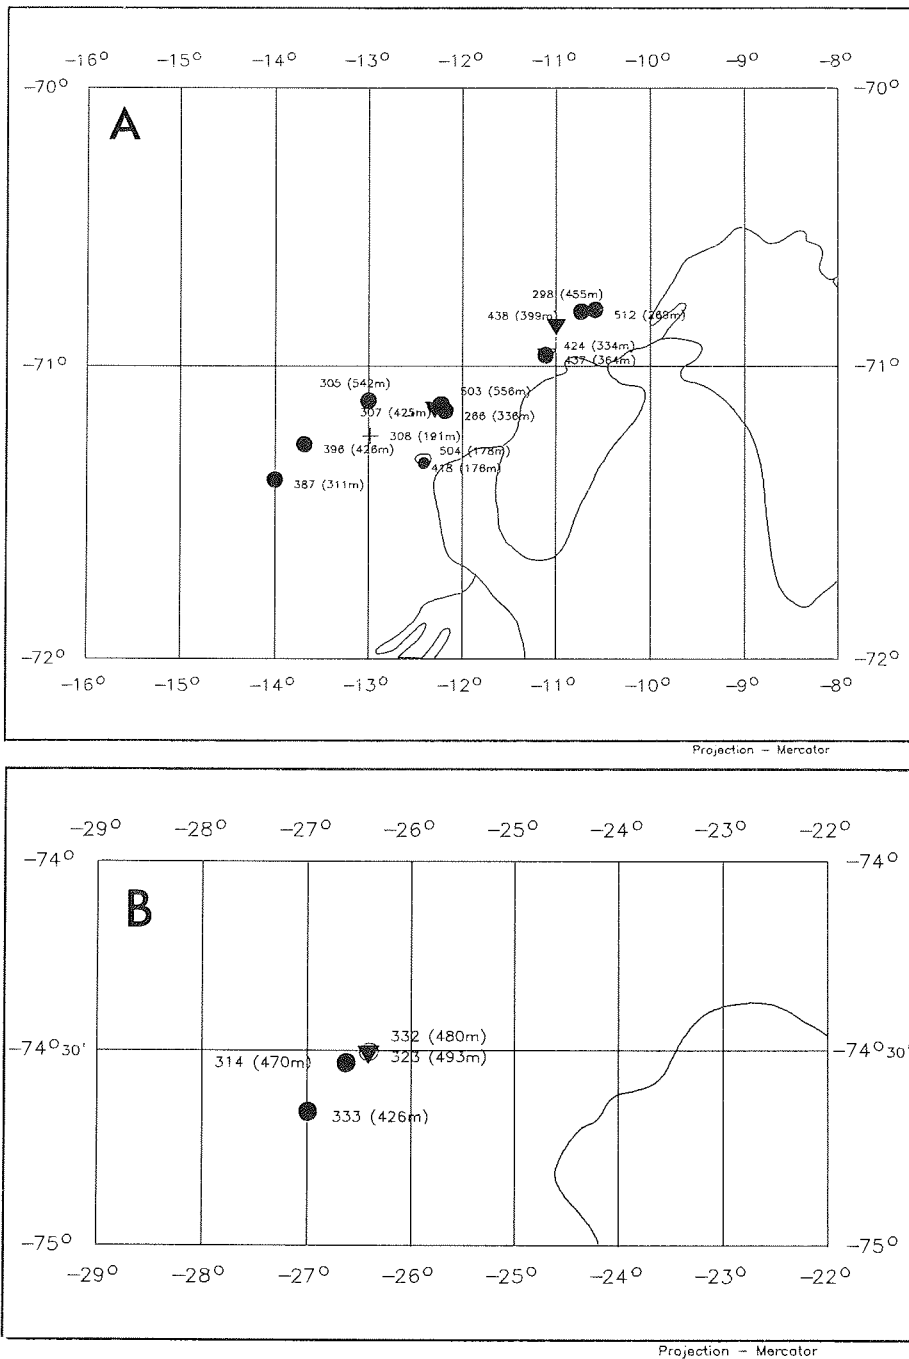 -16° -15° -14° -13° -12° -11° -10° -9° -8°
-70° -70°
A
298 (455m)
438 (399m) 512 (269m)
424 (334m)
437 (364m)
-71° -71°
305 (542m) 503 (556m)
307 (425m) 266 (336m)
308 (191m)
396 (426m) 504 (178m)
418 (176m)
387 (311m)
-72° -72°
-16° -15° -14° -13° -12° -11° -10° -9° -8°
Projection - Mercator
-29° -28° -27° -26° -25° -24° -23° -22°
-74° -74°
B
332 (480m)
-74°30' -74°30'
314 (470m) 323 (493m)
333 (426m)
-75° -75°
-29° -28° -27° -26° -25° -24° -23° -22°
Projection - Mercator